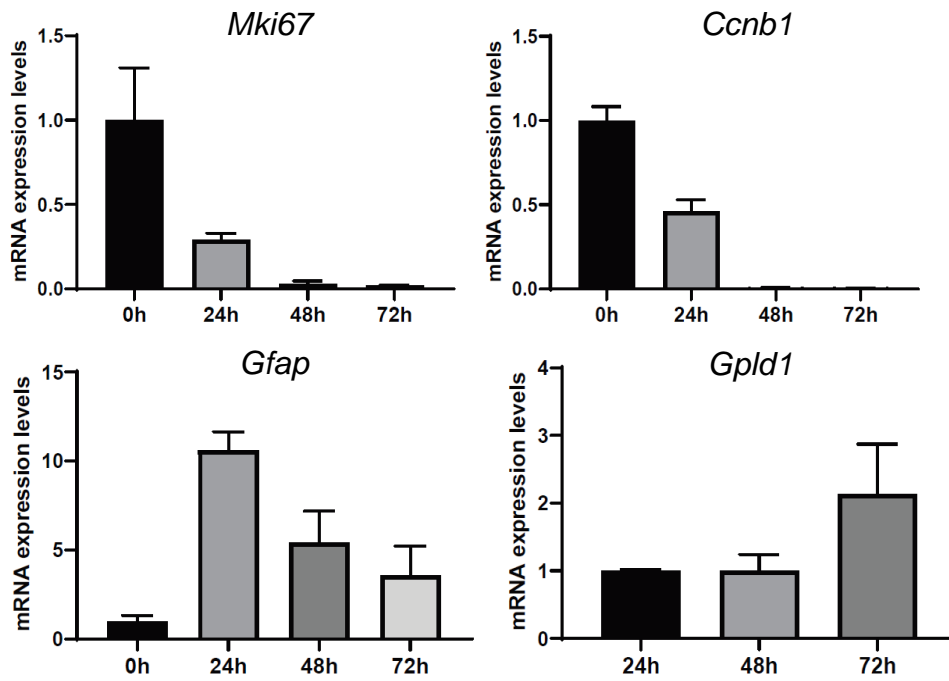 Mki67
mRNA expression levels
1.5
1.0
0.5
0.0
0h 24h 48h 72h
Ccnb1
mRNA expression levels
1.5
1.0
0.5
0.0
0h 24h 48h 72h
Gfap
mRNA expression levels
15
10
5
0
0h 24h 48h 72h
Gpld1
mRNA expression levels
4
3
2
1
0
24h 48h 72h